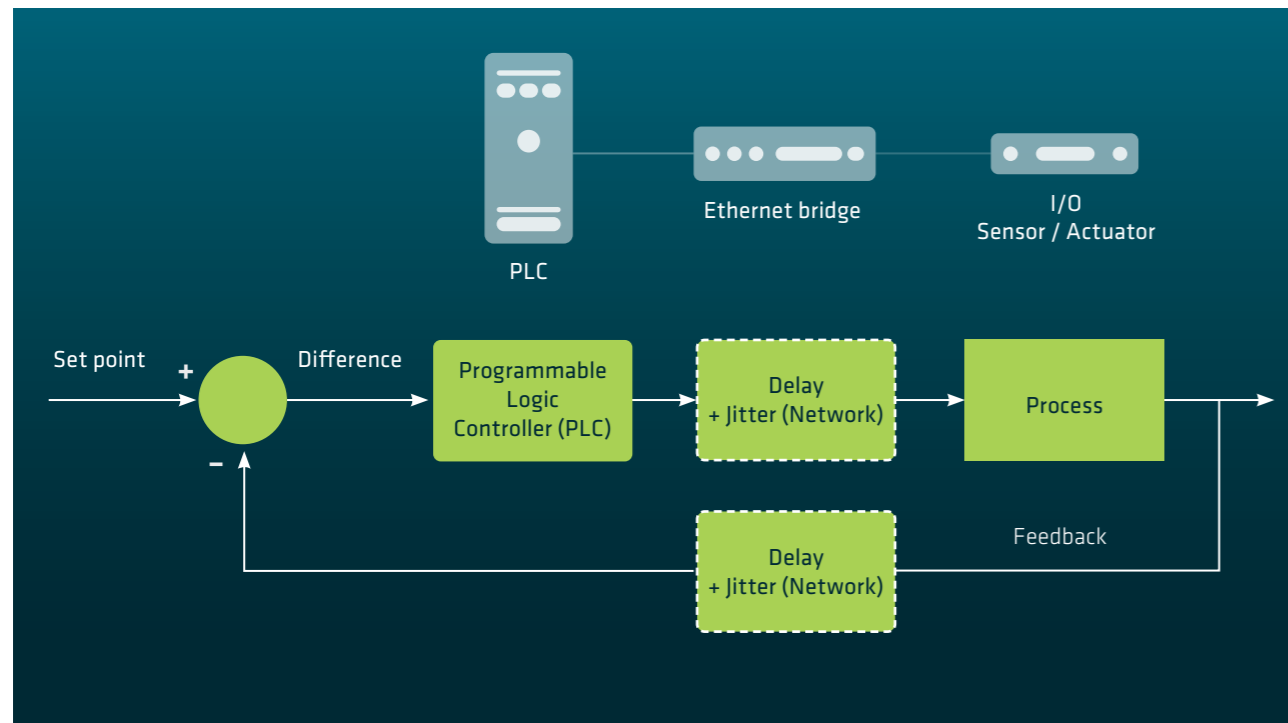 PLC
Ethernet bridge
I/O
Sensor / Actuator
Set point
+
–
Difference
Programmable
Logic
Controller (PLC)
Delay
+ Jitter (Network)
Process
Delay
+ Jitter (Network)
Feedback